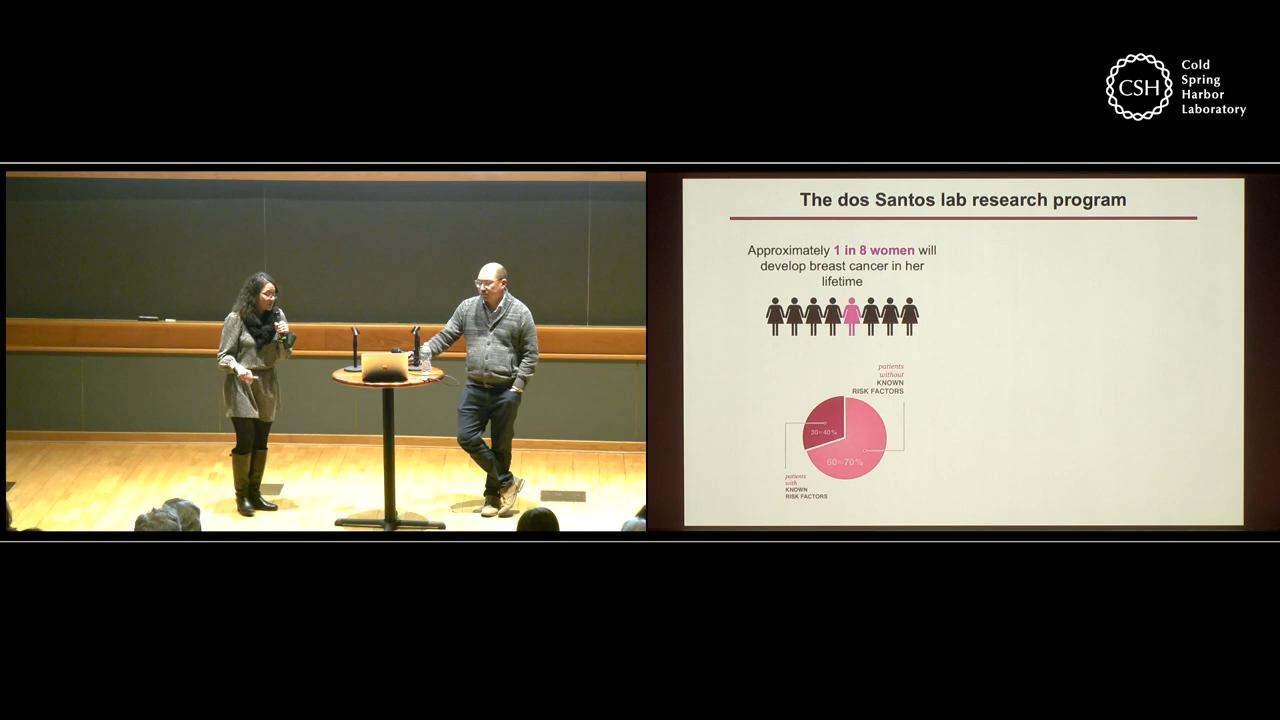 CSH
Cold
Spring
Harbor
Laboratory
The dos Santos lab research program
Approximately 1 in 8 women will
develop breast cancer in her
lifetime
patients
without
KNOWN
RISK FACTORS
30–40%
60–70%
patients
with
KNOWN
RISK FACTORS